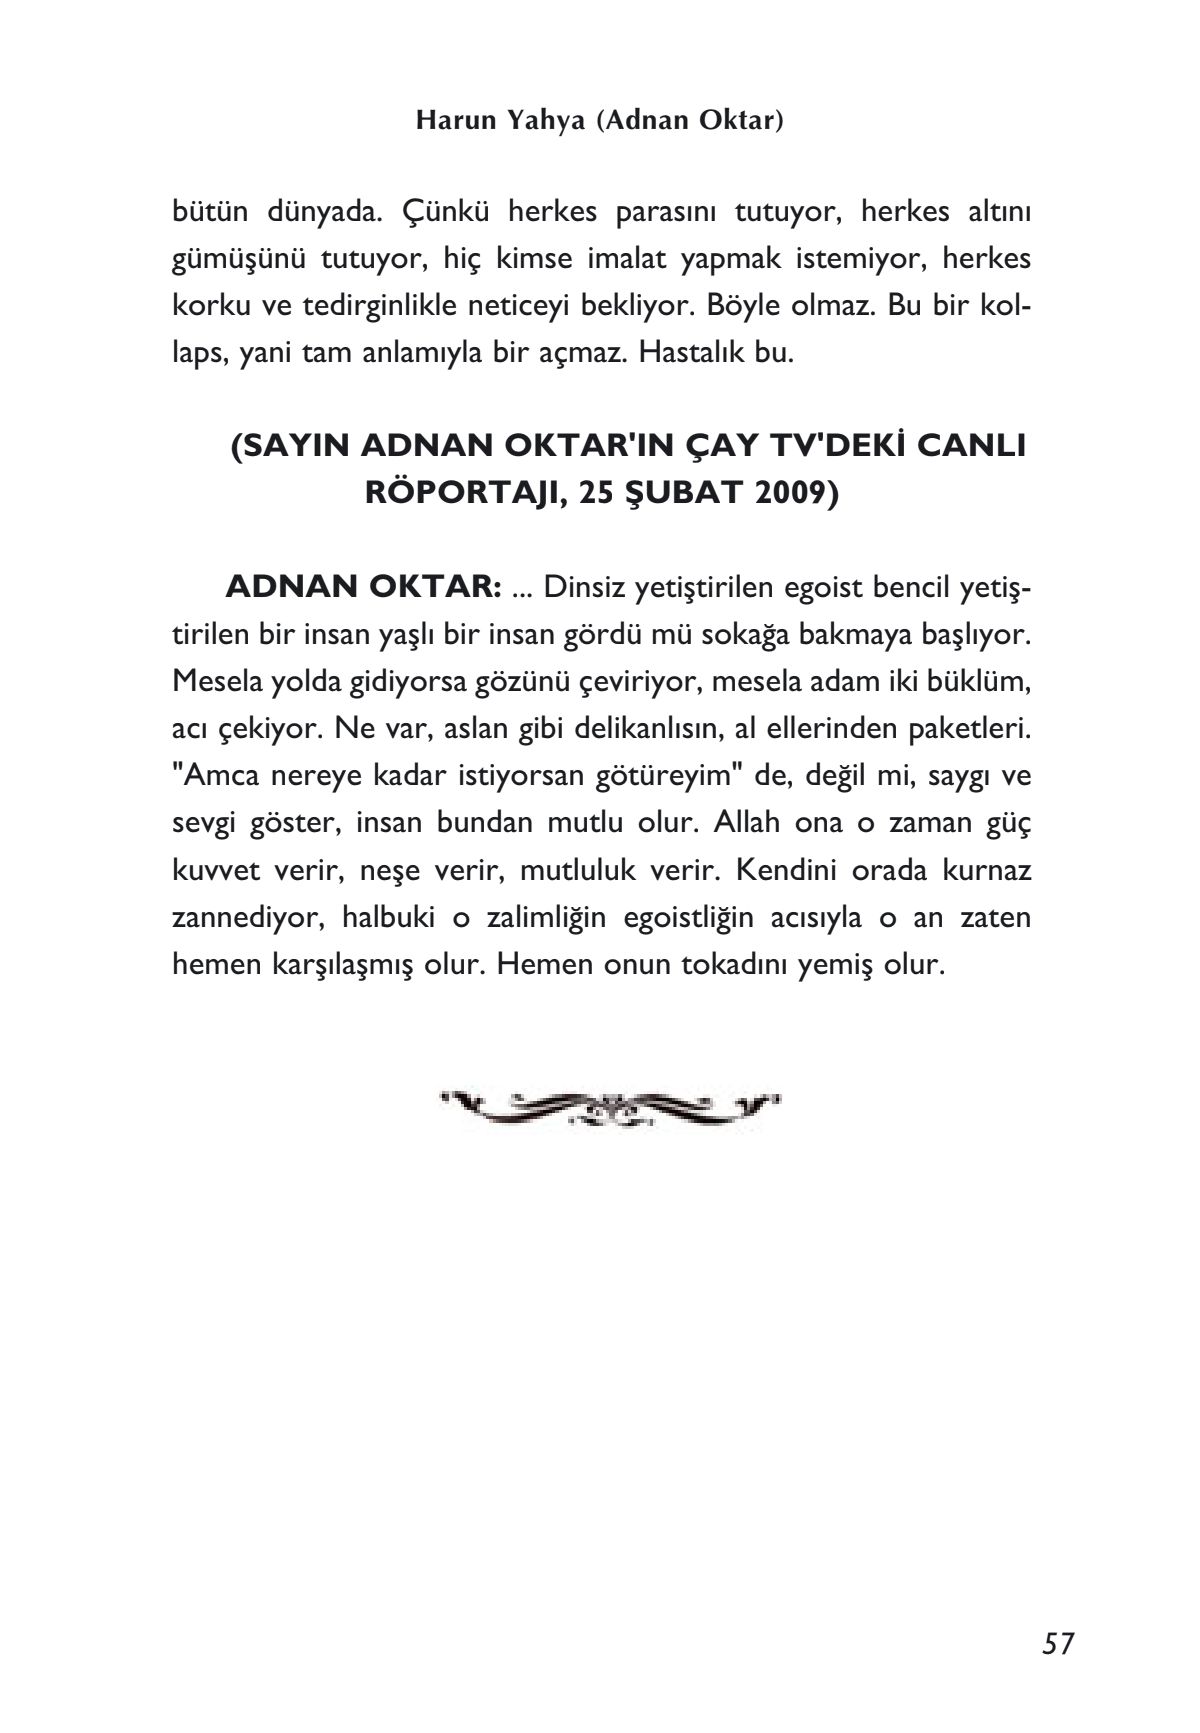 Harun Yahya (Adnan Oktar)
bütün dünyada. Çünkü herkes parasını tutuyor, herkes altını
gümüşünü tutuyor, hiç kimse imalat yapmak istemiyor, herkes
korku ve tedirginlikle neticeyi bekliyor. Böyle olmaz. Bu bir kol-
laps, yani tam anlamıyla bir açmaz. Hastalık bu.
(SAYIN ADNAN OKTAR'IN ÇAY TV'DEKİ CANLI
RÖPORTAJI, 25 ŞUBAT 2009)
ADNAN OKTAR: ... Dinsiz yetiştirilen egoist bencil yetiş-
tirilen bir insan yaşlı bir insan gördü mü sokağa bakmaya başlıyor.
Mesela yolda gidiyorsa gözünü çeviriyor, mesela adam iki büklüm,
acı çekiyor. Ne var, aslan gibi delikanlısın, al ellerinden paketleri.
"Amca nereye kadar istiyorsan götüreyim" de, değil mi, saygı ve
sevgi göster, insan bundan mutlu olur. Allah ona o zaman güç
kuvvet verir, neşe verir, mutluluk verir. Kendini orada kurnaz
zannediyor, halbuki o zalimliğin egoistliğin acısıyla o an zaten
hemen karşılaşmış olur. Hemen onun tokadını yemiş olur.
57